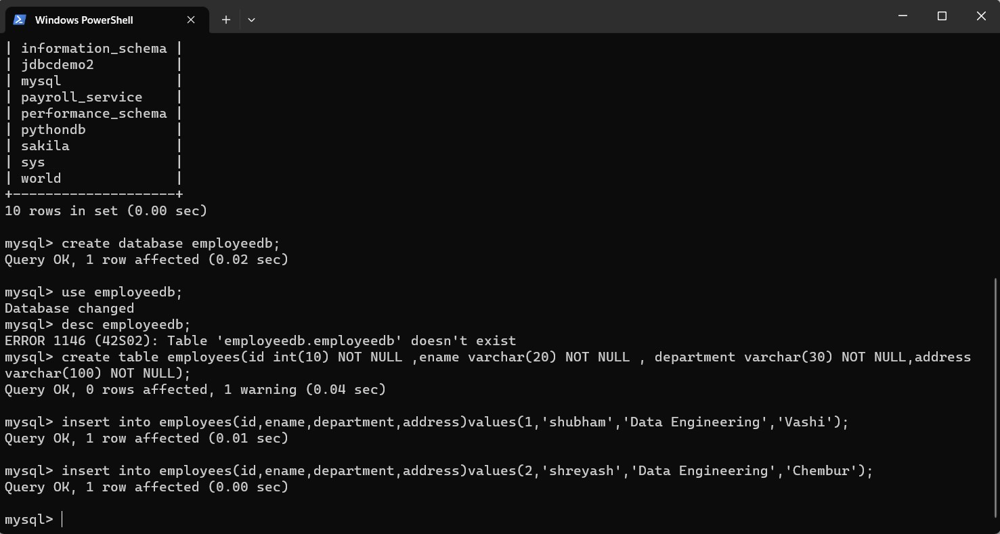 Windows PowerShell
| information_schema |
| jdbcdemo2          |
| mysql              |
| payroll_service    |
| performance_schema |
| pythondb           |
| sakila             |
| sys                |
| world              |
+--------------------+
10 rows in set (0.00 sec)
mysql> create database employeedb;
Query OK, 1 row affected (0.02 sec)
mysql> use employeedb;
Database changed
mysql> desc employeedb;
ERROR 1146 (42S02): Table 'employeedb.employeedb' doesn't exist
mysql> create table employees(id int(10) NOT NULL ,ename varchar(20) NOT NULL , department varchar(30) NOT NULL,address
varchar(100) NOT NULL);
Query OK, 0 rows affected, 1 warning (0.04 sec)
mysql> insert into employees(id,ename,department,address)values(1,'shubham','Data Engineering','Vashi');
Query OK, 1 row affected (0.01 sec)
mysql> insert into employees(id,ename,department,address)values(2,'shreyash','Data Engineering','Chembur');
Query OK, 1 row affected (0.00 sec)
mysql>